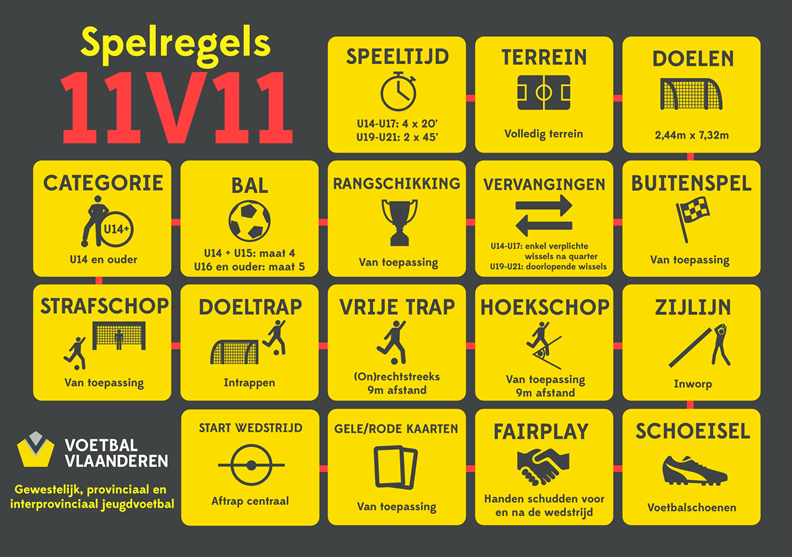 Spelregels
11V11
SPEELTIJD
U14-U17: 4 x 20'
U19-U21: 2 x 45'
TERREIN
Volledig terrein
DOELEN
2,44m x 7,32m
CATEGORIE
U14+
U14 en ouder
BAL
U14 + U15: maat 4
U16 en ouder: maat 5
RANGSCHIKKING
Van toepassing
VERVANGINGEN
U14-U17: enkel verplichte
wissels na quarter
U19-U21: doorlopende wissels
BUITENSPEL
Van toepassing
STRAFSCHOP
Van toepassing
DOELTRAP
Intrappen
VRIJE TRAP
(On)rechtstreeks
9m afstand
HOEKSCHOP
Van toepassing
9m afstand
ZIJLIJN
Inworp
VOETBAL
VLAANDEREN
Gewestelijk, provinciaal en
interprovinciaal jeugdvoetbal
START WEDSTRIJD
Aftrap centraal
GELE/RODE KAARTEN
Van toepassing
FAIRPLAY
Handen schudden voor
en na de wedstrijd
SCHOEISEL
Voetbalschoenen